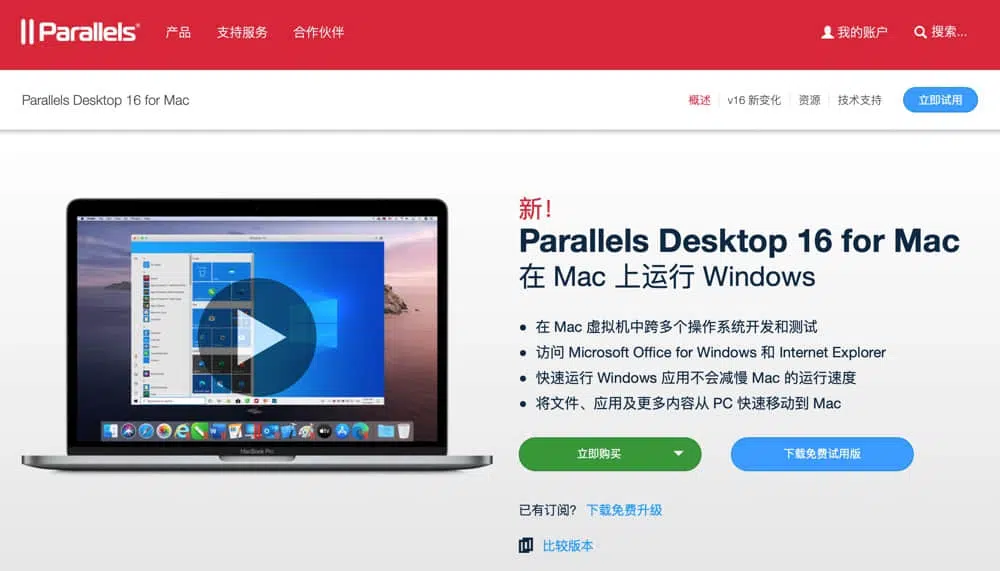 Parallels®
产品
支持服务
合作伙伴
我的账户
搜索...
Parallels Desktop 16 for Mac
概述
v16 新变化
资源
技术支持
立即试用
新!
Parallels Desktop 16 for Mac
在 Mac 上运行 Windows
在 Mac 虚拟机中跨多个操作系统开发和测试
访问 Microsoft Office for Windows 和 Internet Explorer
快速运行 Windows 应用不会减慢 Mac 的运行速度
将文件、应用及更多内容从 PC 快速移动到 Mac
MacBook Pro
立即购买
下载免费试用版
已有订阅? 下载免费升级
比较版本